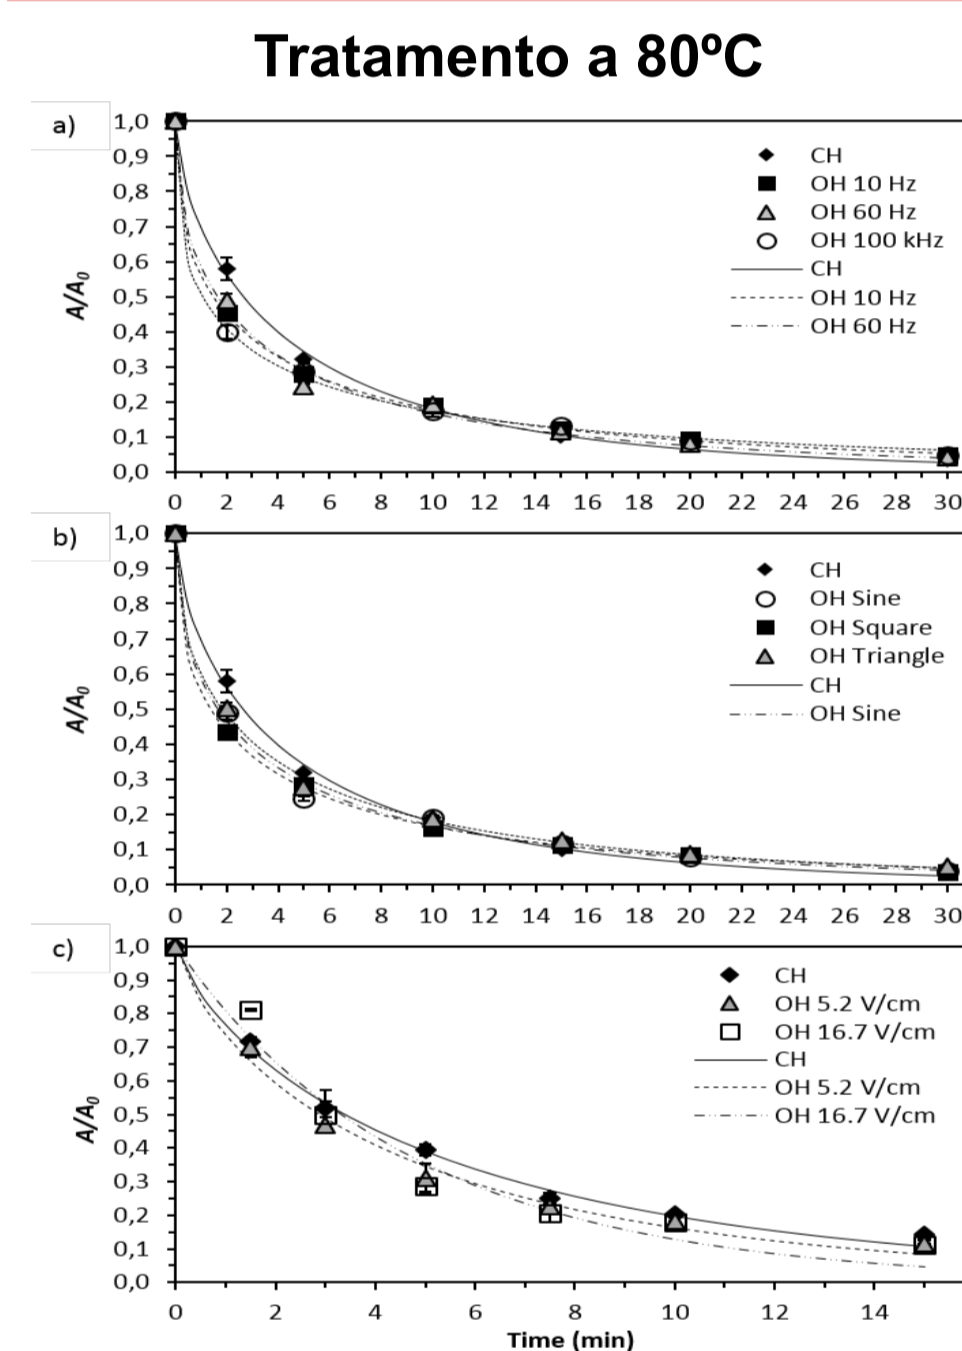 Tratamento a 80ºC
a)
1,0
0,9
0,8
0,7
0,6
0,5
0,4
0,3
0,2
0,1
0,0
A/A0
CH
OH 10 Hz
OH 60 Hz
OH 100 kHz
CH
OH 10 Hz
OH 60 Hz
0 2 4 6 8 10 12 14 16 18 20 22 24 26 28 30
b)
1,0
0,9
0,8
0,7
0,6
0,5
0,4
0,3
0,2
0,1
0,0
A/A0
CH
OH Sine
OH Square
OH Triangle
CH
OH Sine
0 2 4 6 8 10 12 14 16 18 20 22 24 26 28 30
c)
1,0
0,9
0,8
0,7
0,6
0,5
0,4
0,3
0,2
0,1
0,0
A/A0
CH
OH 5.2 V/cm
OH 16.7 V/cm
CH
OH 5.2 V/cm
OH 16.7 V/cm
0 2 4 6 8 10 12 14
Time (min)